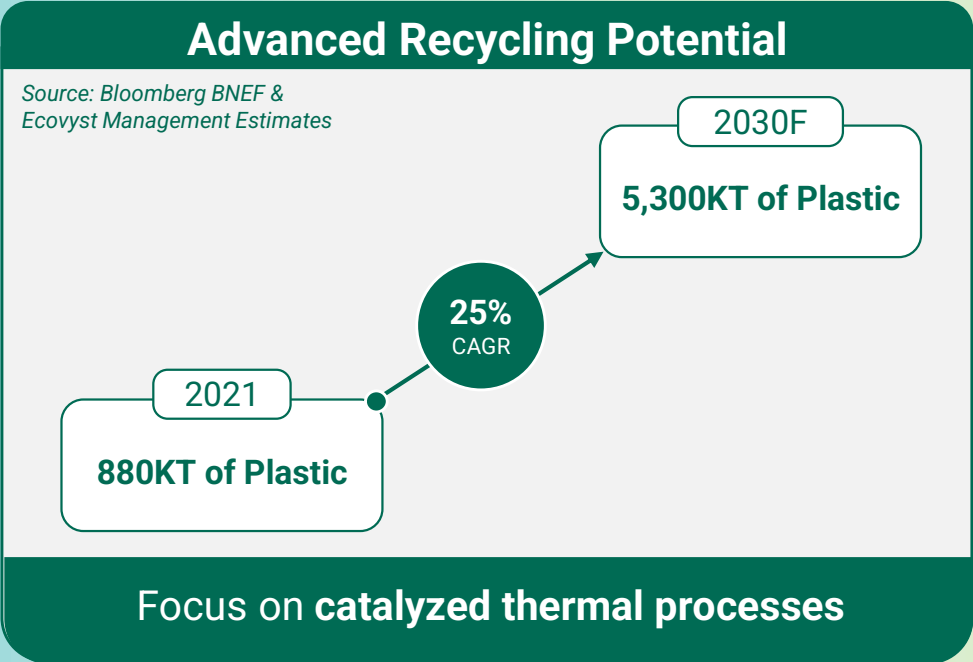 Advanced Recycling Potential
Source: Bloomberg BNEF &
Ecovyst Management Estimates
2030F
5,300KT of Plastic
25%
CAGR
2021
880KT of Plastic
Focus on catalyzed thermal processes